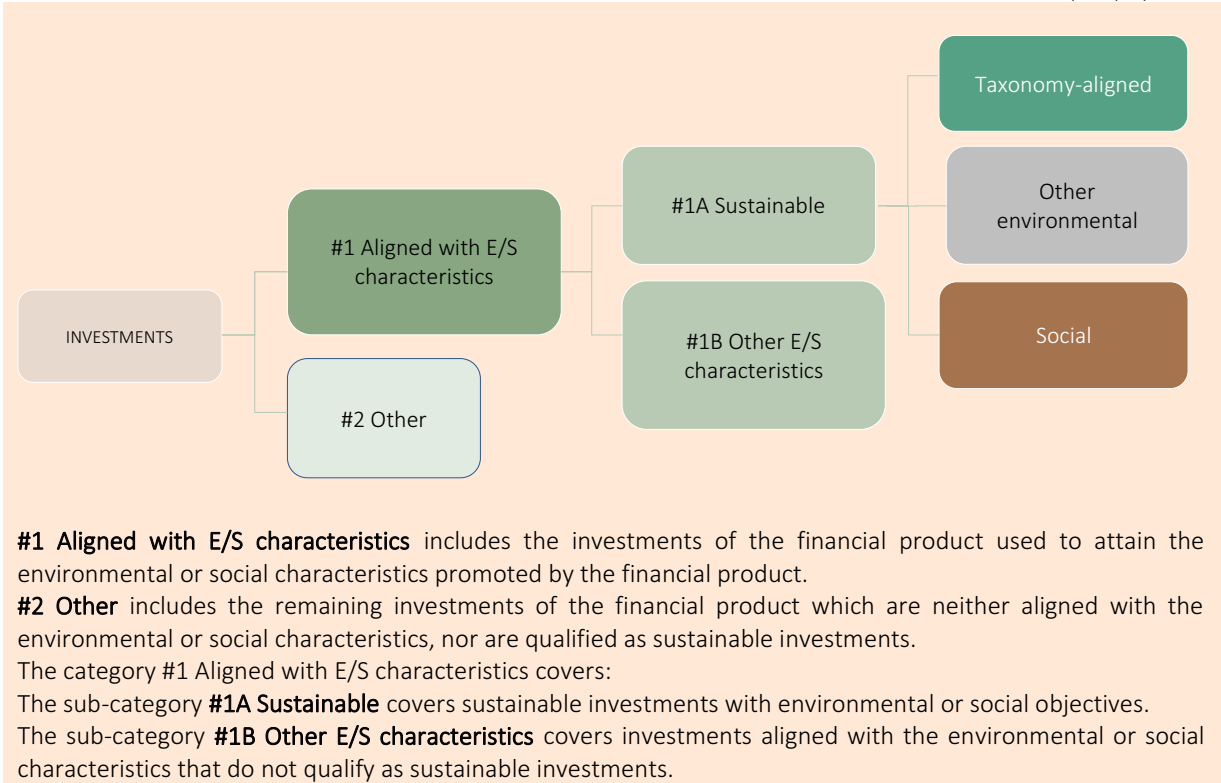 Taxonomy-aligned
#1A Sustainable
Other
environmental
#1 Aligned with E/S
characteristics
INVESTMENTS
#1B Other E/S
characteristics
Social
#2 Other
#1 Aligned with E/S characteristics includes the investments of the financial product used to attain the
environmental or social characteristics promoted by the financial product.
#2 Other includes the remaining investments of the financial product which are neither aligned with the
environmental or social characteristics, nor are qualified as sustainable investments.
The category #1 Aligned with E/S characteristics covers:
The sub-category #1A Sustainable covers sustainable investments with environmental or social objectives.
The sub-category #1B Other E/S characteristics covers investments aligned with the environmental or social
characteristics that do not qualify as sustainable investments.